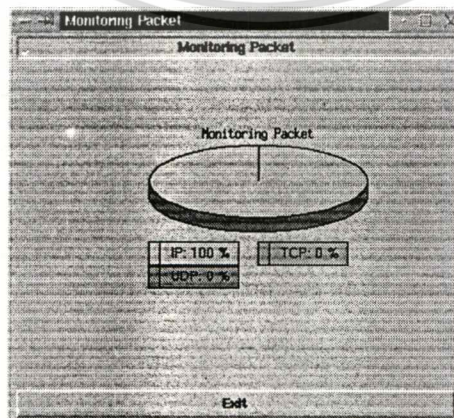 Monitoring Packet
Monitoring Packet
Monitoring Packet
IP: 100 %
TCP: 0 %
UDP: 0 %
Exit